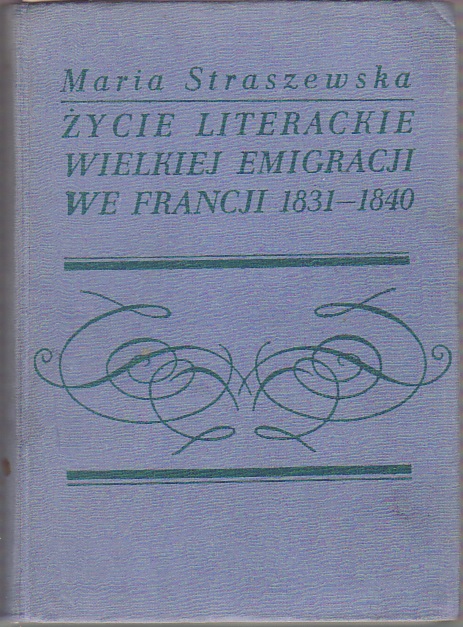 Maria Straszewska
ŻYCIE LITERACKIE
WIELKIEJ EMIGRACJI
WE FRANCJI 1831—1840